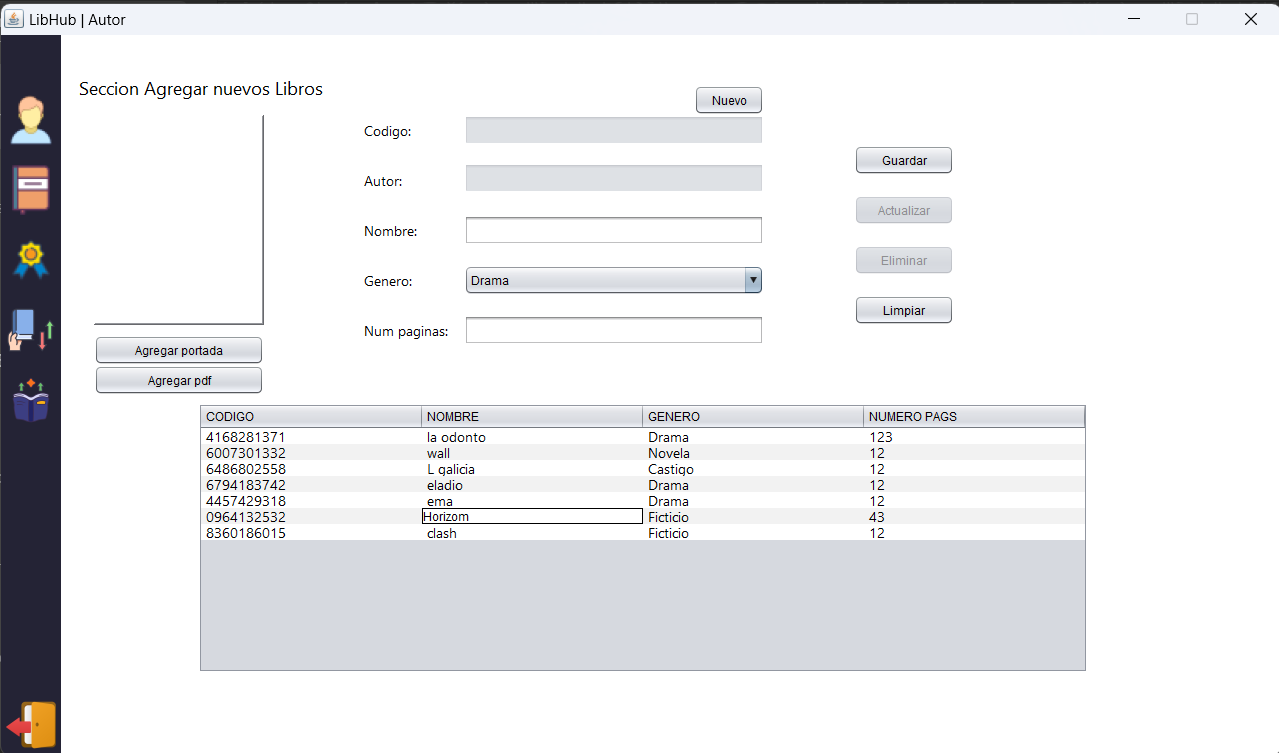 LibHub | Autor
Seccion Agregar nuevos Libros
Nuevo
Codigo:
Autor:
Nombre:
Genero: Drama
Num paginas:
Guardar
Actualizar
Eliminar
Limpiar
Agregar portada
Agregar pdf
CODIGO NOMBRE GENERO NUMERO PAGS
4168281371 la odonto Drama 123
6007301332 wall Novela 12
6486802558 L galicia Castigo 12
6794183742 eladio Drama 12
4457429318 ema Drama 12
0964132532 Horizom Ficticio 43
8360186015 clash Ficticio 12